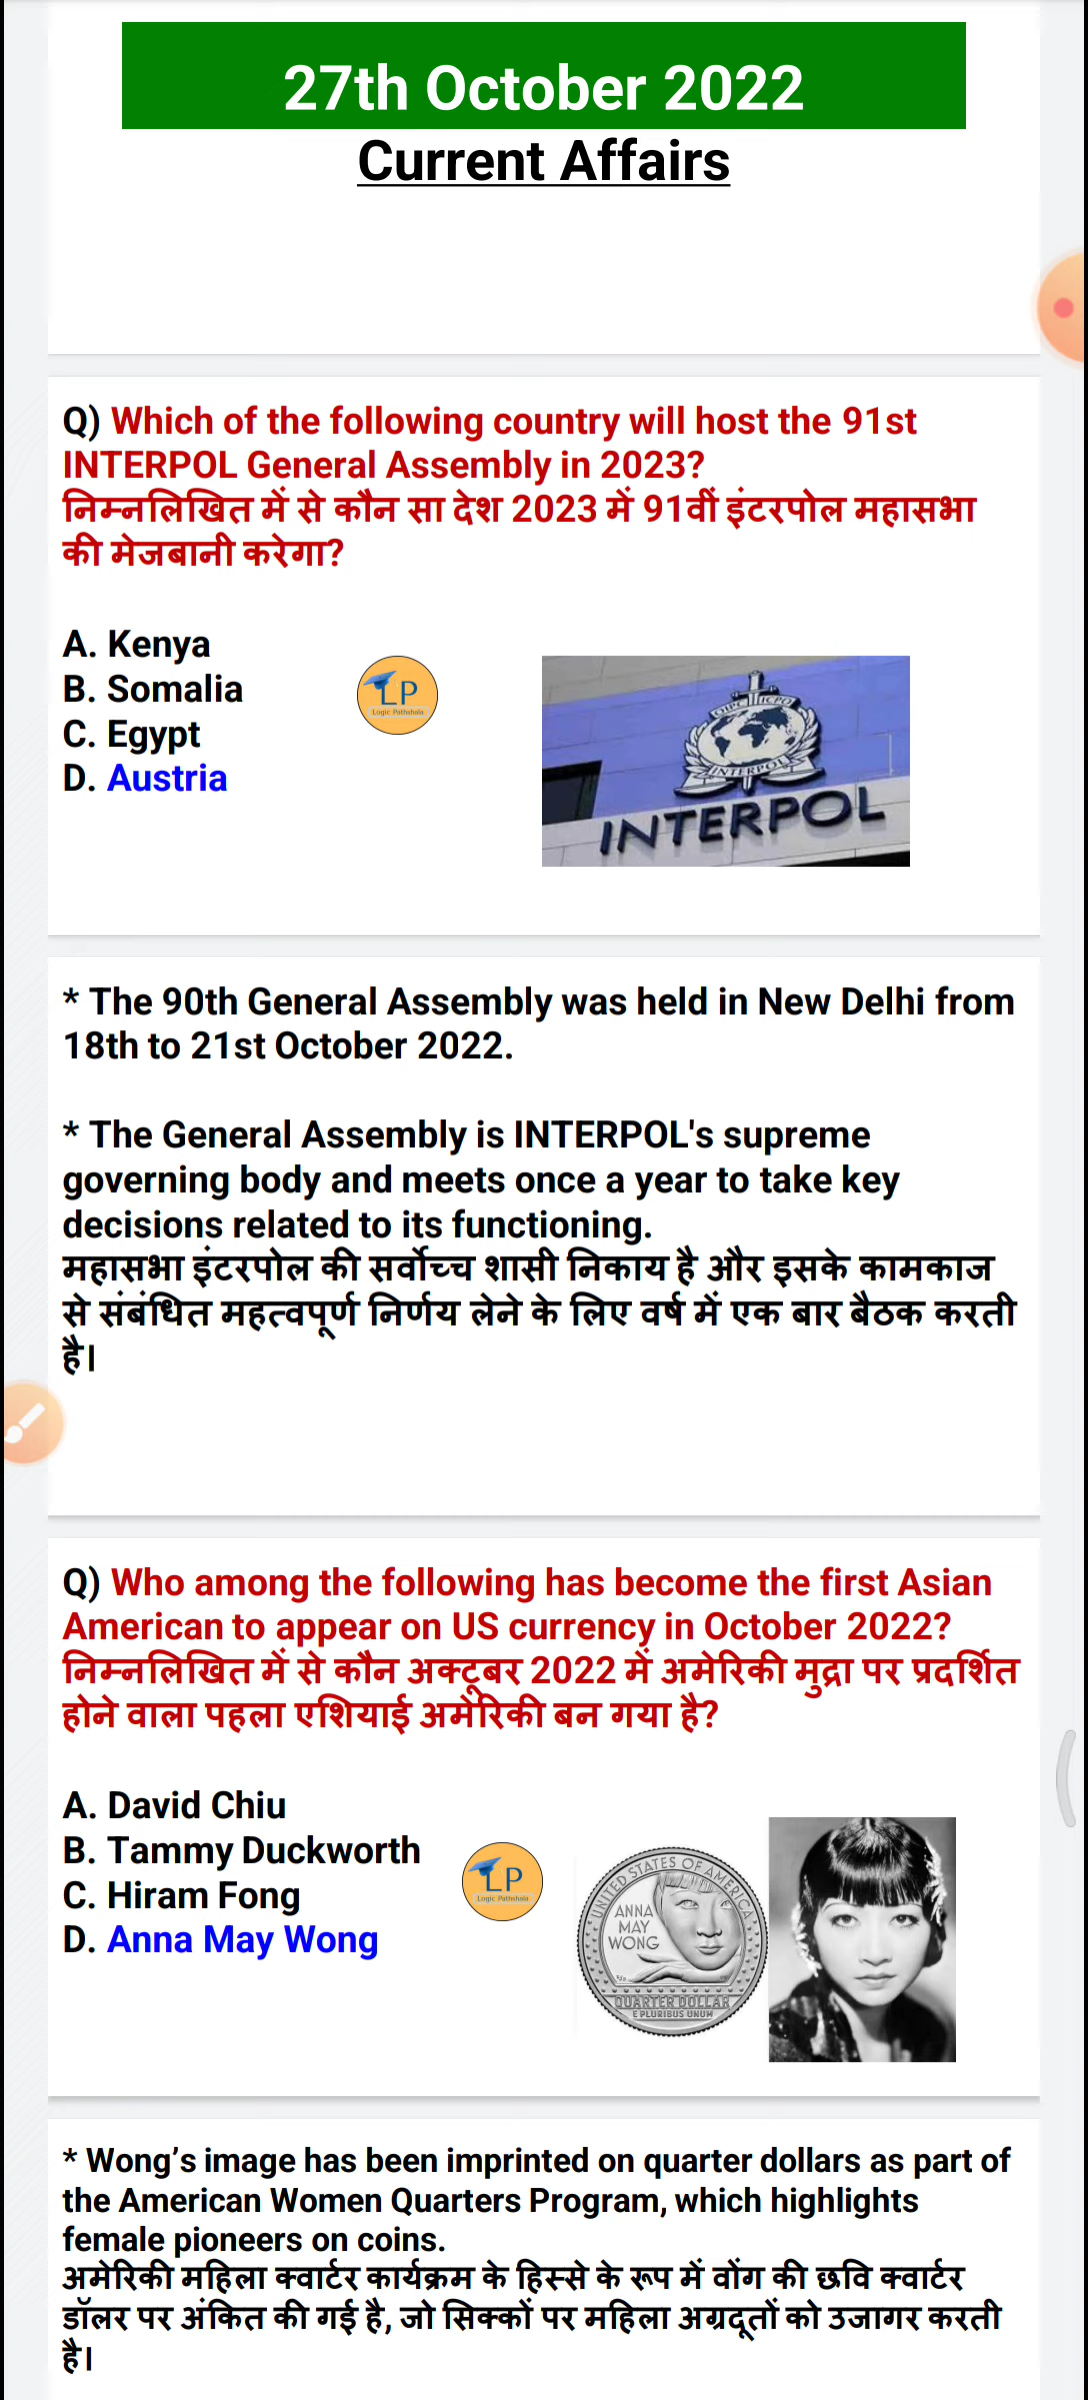 27th October 2022
Current Affairs
Q) Which of the following country will host the 91st
INTERPOL General Assembly in 2023?
निम्नलिखित में से कौन सा देश 2023 में 91वीं इंटरपोल महासभा
की मेजबानी करेगा?
A. Kenya
B. Somalia
C. Egypt
D. Austria
LP
Logic Pathshala
OIPC ICPO
INTERPOL
INTERPOL
* The 90th General Assembly was held in New Delhi from
18th to 21st October 2022.
* The General Assembly is INTERPOL's supreme
governing body and meets once a year to take key
decisions related to its functioning.
महासभा इंटरपोल की सर्वोच्च शासी निकाय है और इसके कामकाज
से संबंधित महत्वपूर्ण निर्णय लेने के लिए वर्ष में एक बार बैठक करती
है।
Q) Who among the following has become the first Asian
American to appear on US currency in October 2022?
निम्नलिखित में से कौन अक्टूबर 2022 में अमेरिकी मुद्रा पर प्रदर्शित
होने वाला पहला एशियाई अमेरिकी बन गया है?
A. David Chiu
B. Tammy Duckworth
C. Hiram Fong
D. Anna May Wong
LP
Logic Pathshala
UNITED STATES OF AMERICA
ANNA
MAY
WONG
QUARTER DOLLAR
E PLURIBUS UNUM
* Wong’s image has been imprinted on quarter dollars as part of
the American Women Quarters Program, which highlights
female pioneers on coins.
अमेरिकी महिला क्वार्टर कार्यक्रम के हिस्से के रूप में वोंग की छवि क्वार्टर
डॉलर पर अंकित की गई है, जो सिक्कों पर महिला अग्रदूतों को उजागर करती
है।